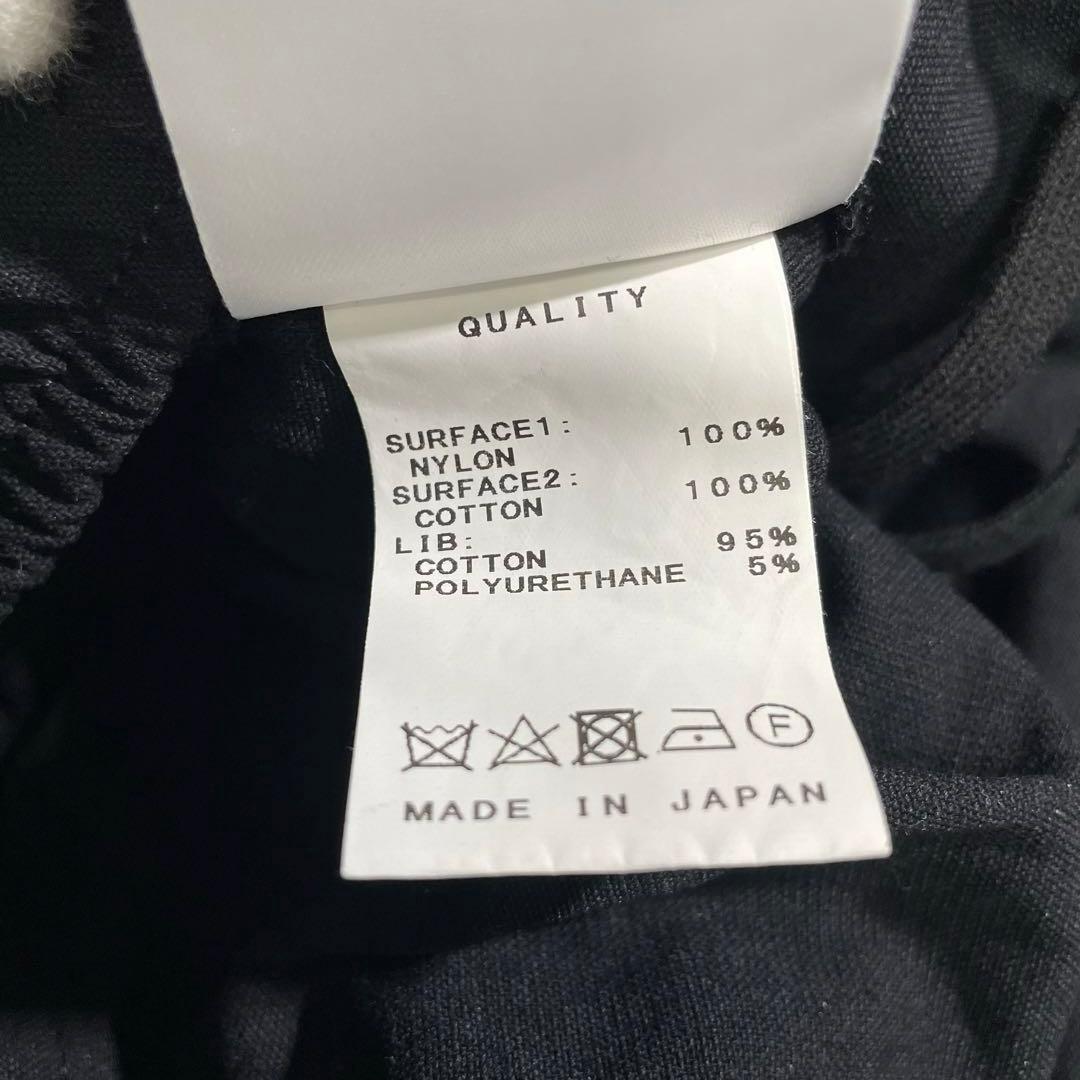 QUALITY
SURFACE1: 100%
NYLON
SURFACE2: 100%
COTTON
LIB: 95%
COTTON 5%
POLYURETHANE
F
MADE IN JAPAN